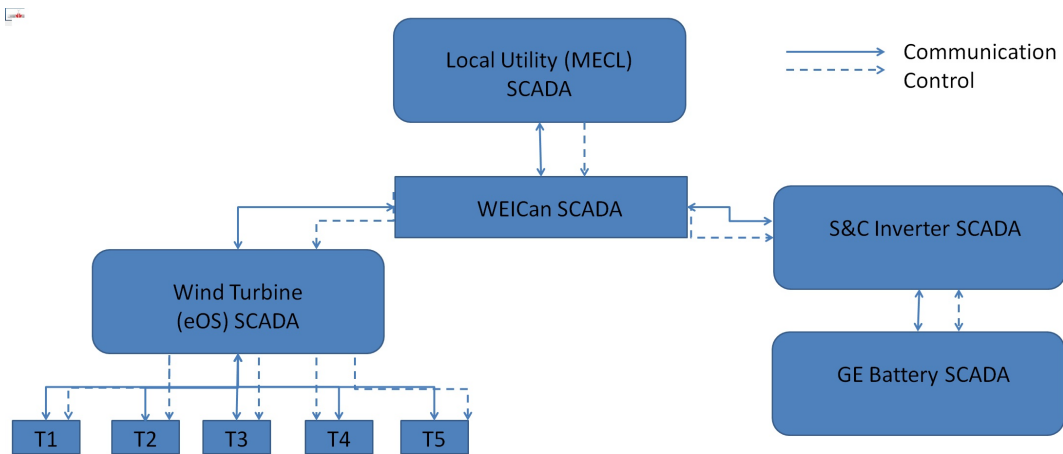 Local Utility (MECL)
SCADA
Communication
Control
WEICan SCADA
S&C Inverter SCADA
Wind Turbine
(eOS) SCADA
GE Battery SCADA
T1
T2
T3
T4
T5